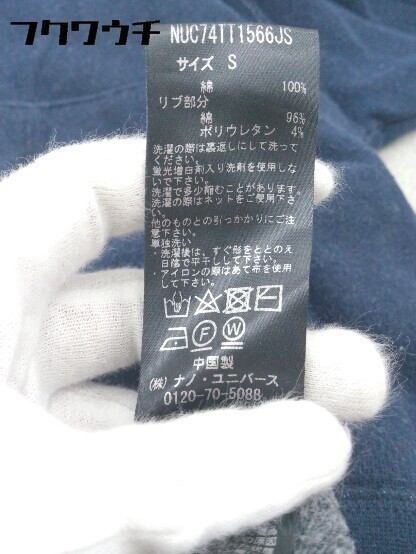 フクワウチ
NUC74TT1566JS
サイズ S
綿 100%
リブ部分
綿 96%
ポリウレタン 4%
洗濯の際は裏返しにして洗ってください。
蛍光増白剤入り洗剤を使用しないで下さい。
洗濯で多少縮むことがあります。
洗濯の際はネットをご使用下さい。
他のものとの引っかかりにご注意下さい。
単独洗い
・洗濯後は、すぐ形をととのえ
日陰で平干しして下さい。
・アイロンの際はあて布を使用
して下さい。
中国製
(株) ナノ・ユニバース
0120-70-5088